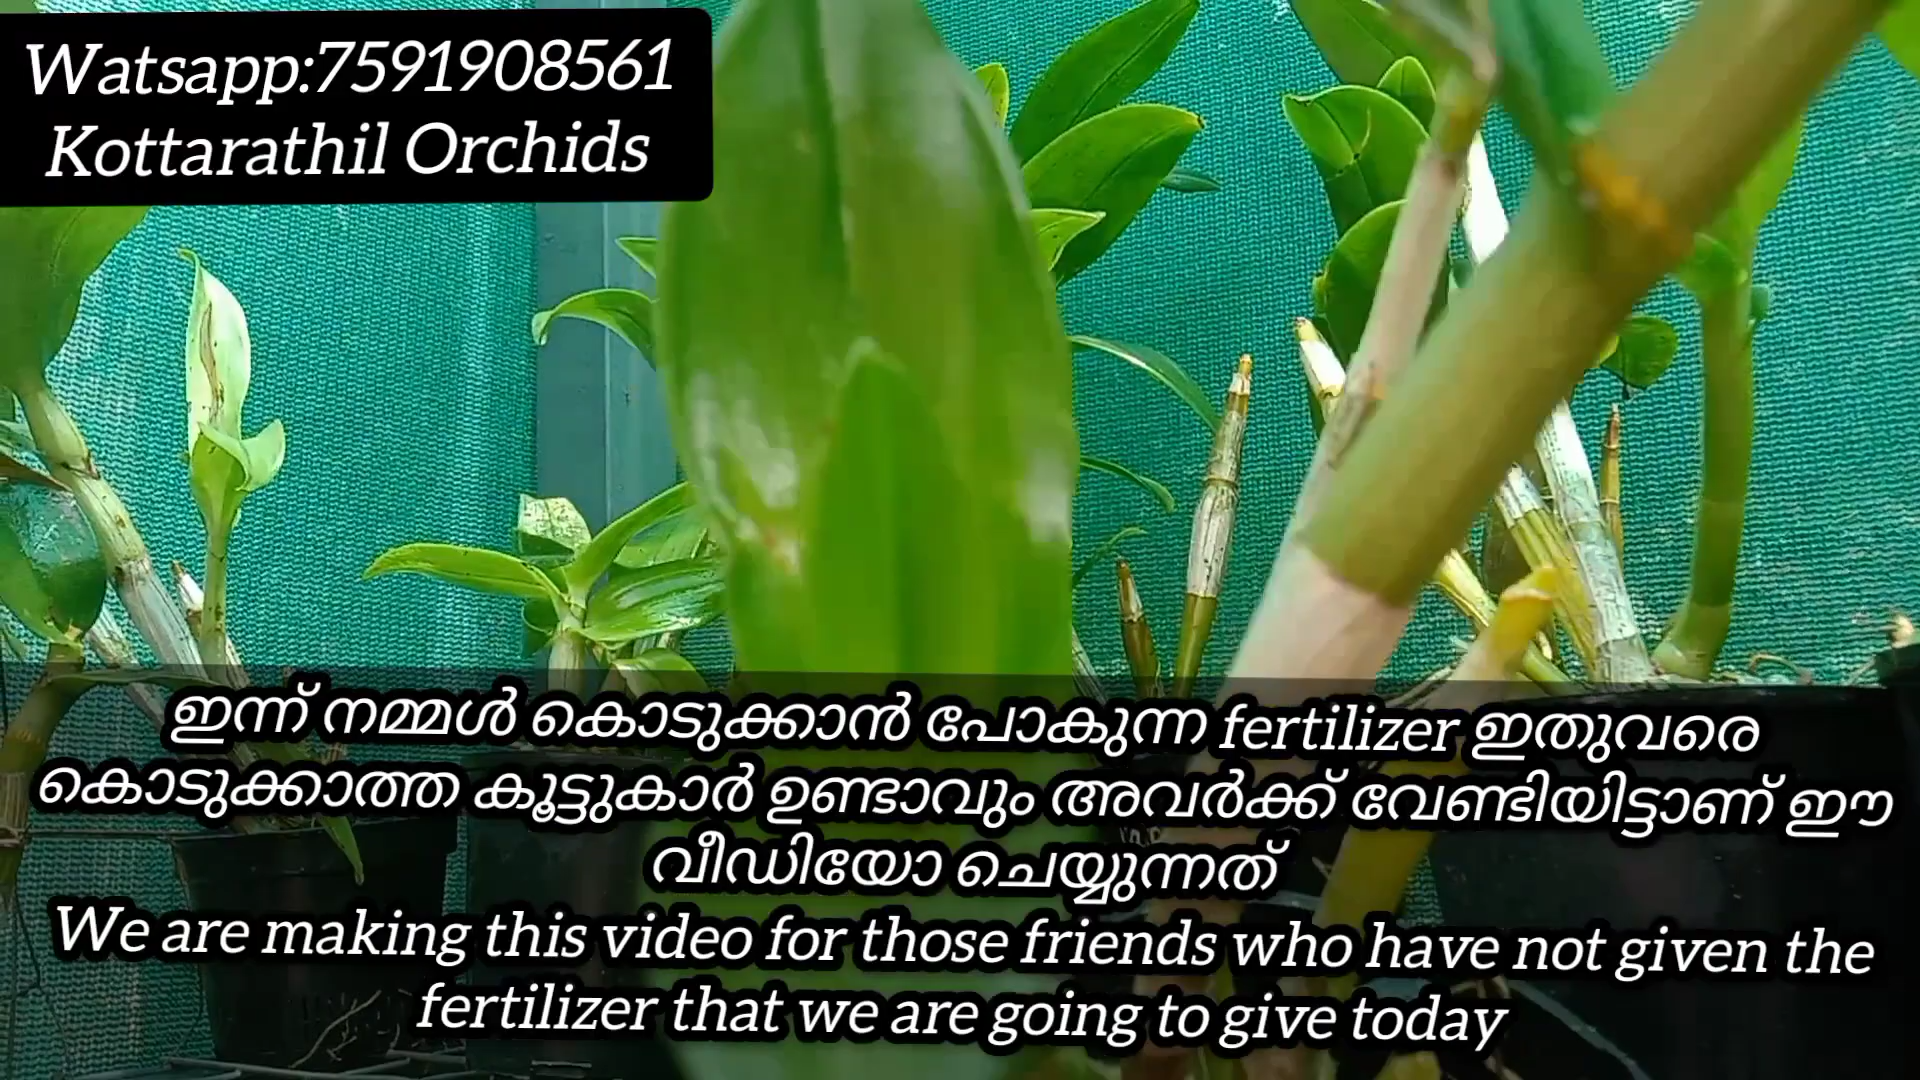 Watsapp:7591908561
Kottarathil Orchids
ഇന്ന് നമ്മൾ കൊടുക്കാൻ പോകുന്ന fertilizer ഇതുവരെ
കൊടുക്കാത്ത കൂട്ടുകാർ ഉണ്ടാവും അവർക്ക് വേണ്ടിയിട്ടാണ് ഈ
വീഡിയോ ചെയ്യുന്നത്
We are making this video for those friends who have not given the
fertilizer that we are going to give today